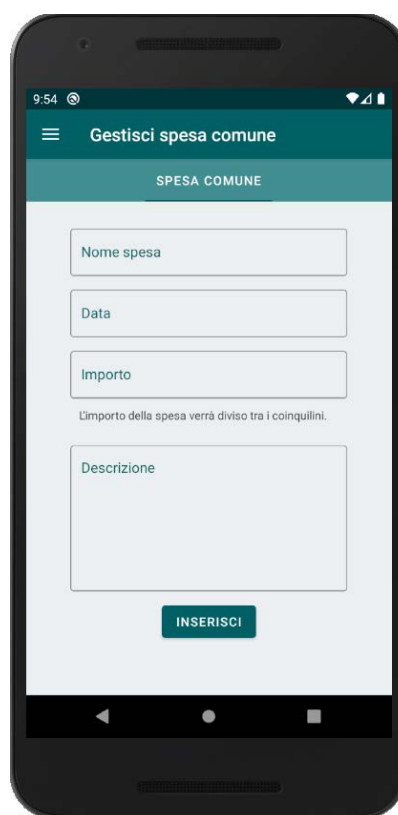 9:54
Gestisci spesa comune
SPESA COMUNE
Nome spesa
Data
Importo
L'importo della spesa verrà diviso tra i coinquilini.
Descrizione
INSERISCI